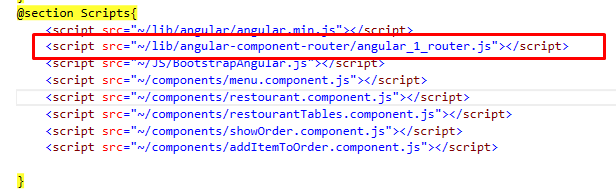 @section Scripts{
<script src="~/lib/angular/angular.min.js"></script>
<script src="~/lib/angular-component-router/angular_1_router.js"></script>
<script src="~/JS/BootstrapAngular.js"></script>
<script src="~/components/menu.component.js"></script>
<script src="~/components/restourant.component.js"></script>
<script src="~/components/restourantTables.component.js"></script>
<script src="~/components/showOrder.component.js"></script>
<script src="~/components/addItemToOrder.component.js"></script>
}